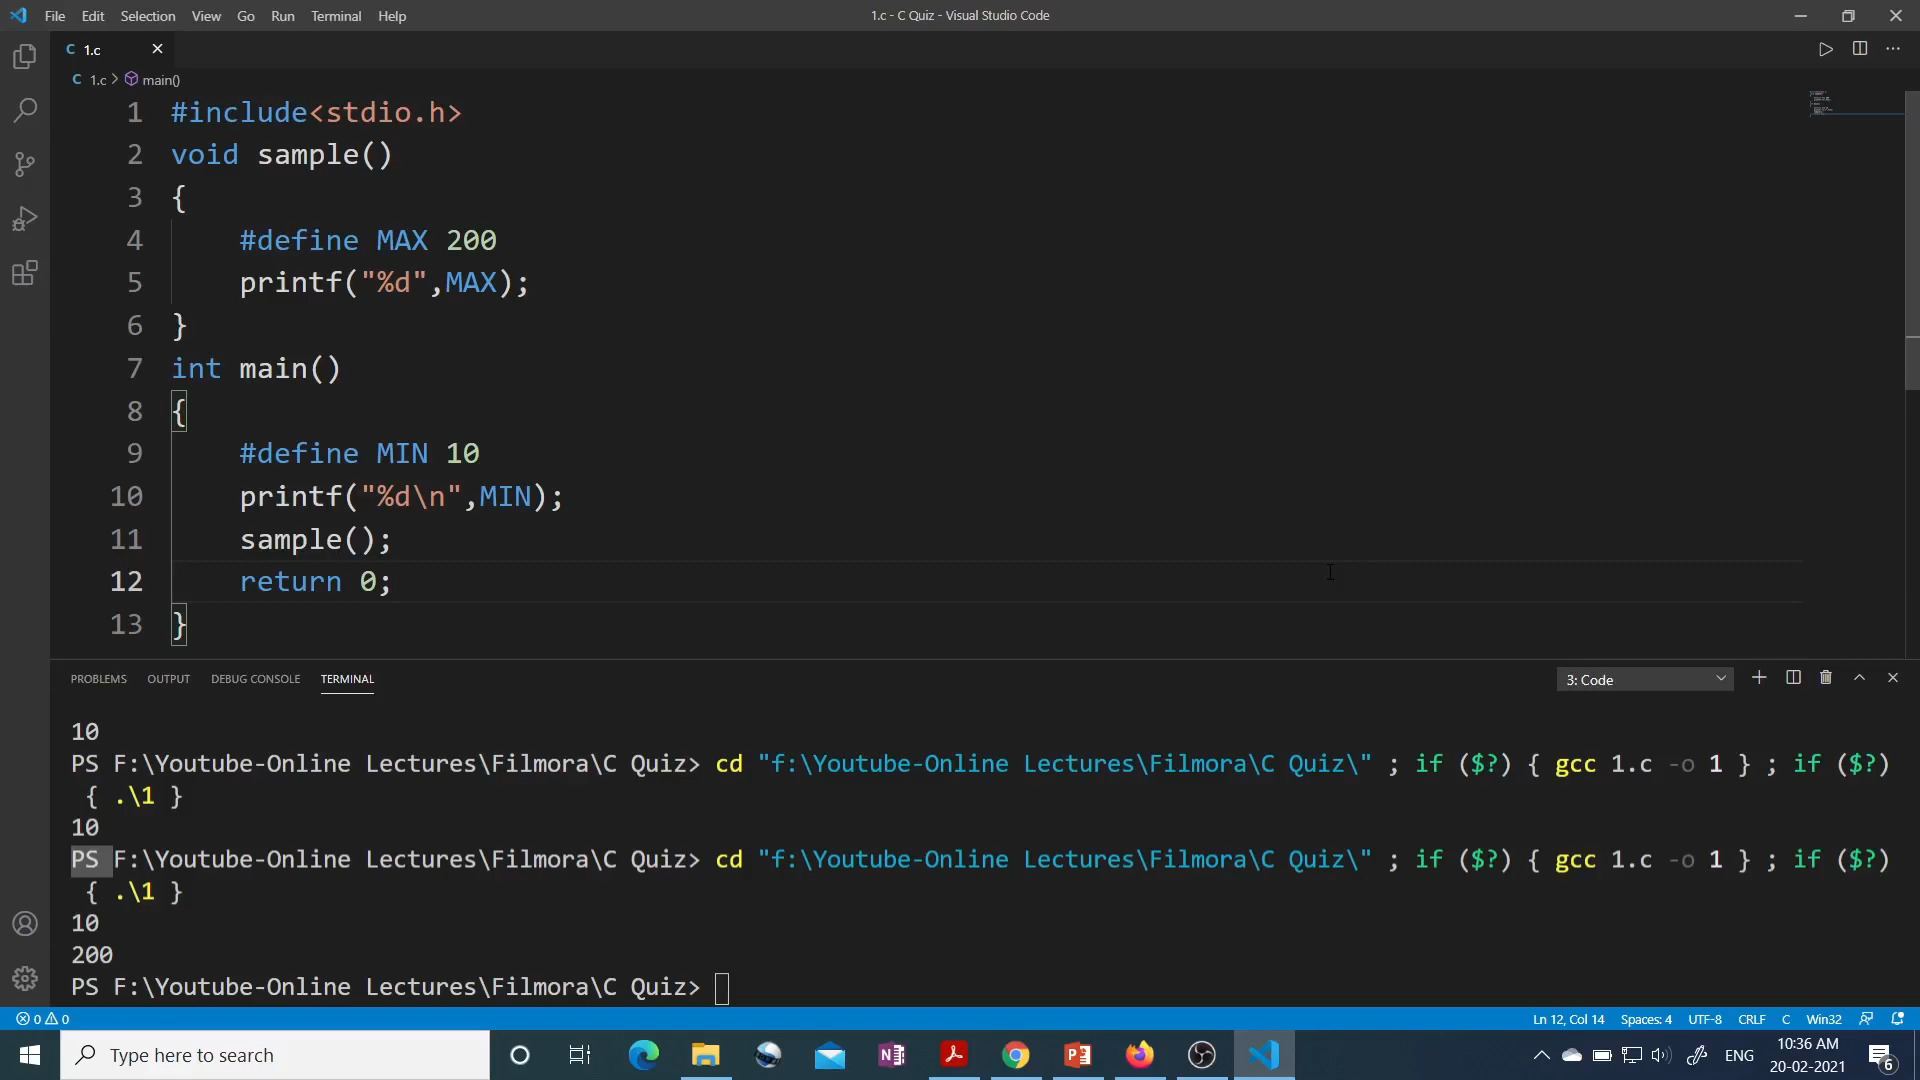 File Edit Selection View Go Run Terminal Help
1.c - C Quiz - Visual Studio Code
C 1.c
C 1.c > main()
1 #include<stdio.h>
2 void sample()
3 {
4 #define MAX 200
5 printf("%d",MAX);
6 }
7 int main()
8 {
9 #define MIN 10
10 printf("%d\n",MIN);
11 sample();
12 return 0;
13 }
PROBLEMS OUTPUT DEBUG CONSOLE TERMINAL
3: Code
10
PS F:\Youtube-Online Lectures\Filmora\C Quiz> cd "f:\Youtube-Online Lectures\Filmora\C Quiz\" ; if ($?) { gcc 1.c -o 1 } ; if ($?)
{ .\1 }
10
PS F:\Youtube-Online Lectures\Filmora\C Quiz> cd "f:\Youtube-Online Lectures\Filmora\C Quiz\" ; if ($?) { gcc 1.c -o 1 } ; if ($?)
{ .\1 }
10
200
PS F:\Youtube-Online Lectures\Filmora\C Quiz>
0 0
Ln 12, Col 14 Spaces: 4 UTF-8 CRLF C Win32
Type here to search
ENG
10:36 AM
20-02-2021
6